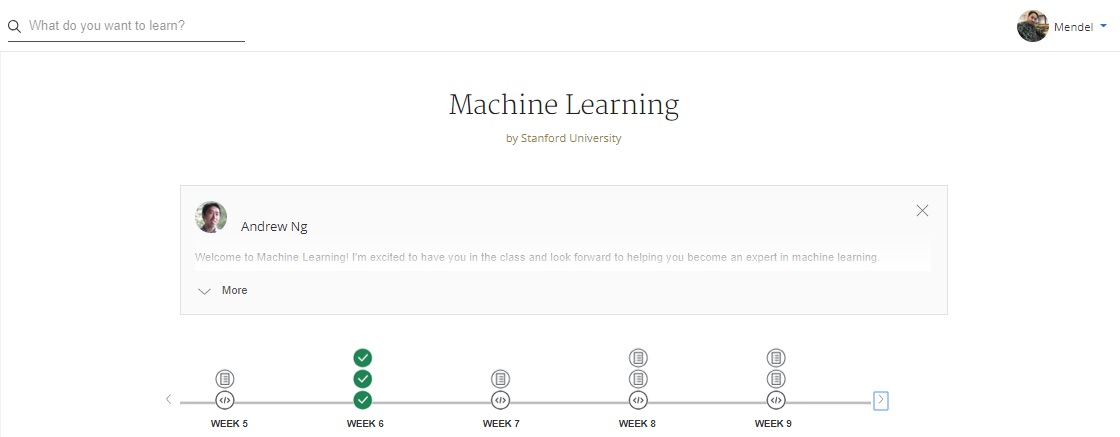 What do you want to learn?
Mendel
Machine Learning
by Stanford University
Andrew Ng
Welcome to Machine Learning! I'm excited to have you in the class and look forward to helping you become an expert in machine learning.
More
WEEK 5 WEEK 6 WEEK 7 WEEK 8 WEEK 9